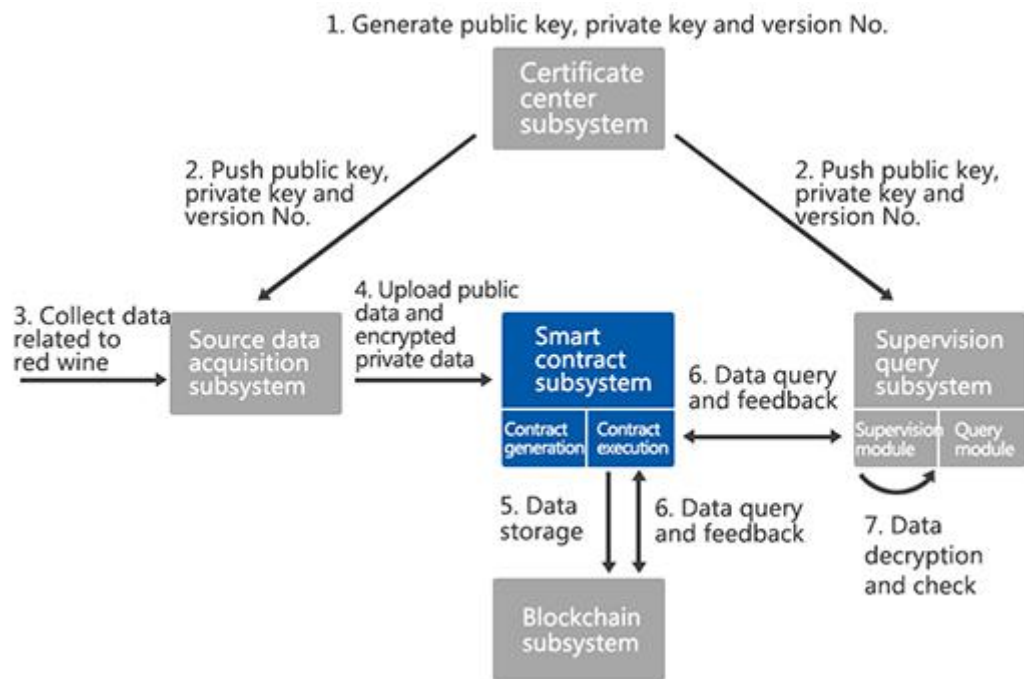 1. Generate public key, private key and version No.
Certificate
center
subsystem
2. Push public key,
private key and
version No.
2. Push public key,
private key and
version No.
3. Collect data
related to
red wine
Source data
acquisition
subsystem
4. Upload public
data and
encrypted
private data
Smart
contract
subsystem
Contract
generation
Contract
execution
6. Data query
and feedback
Supervision
query
subsystem
Supervision
module
Query
module
5. Data
storage
6. Data query
and feedback
7. Data
decryption
and check
Blockchain
subsystem